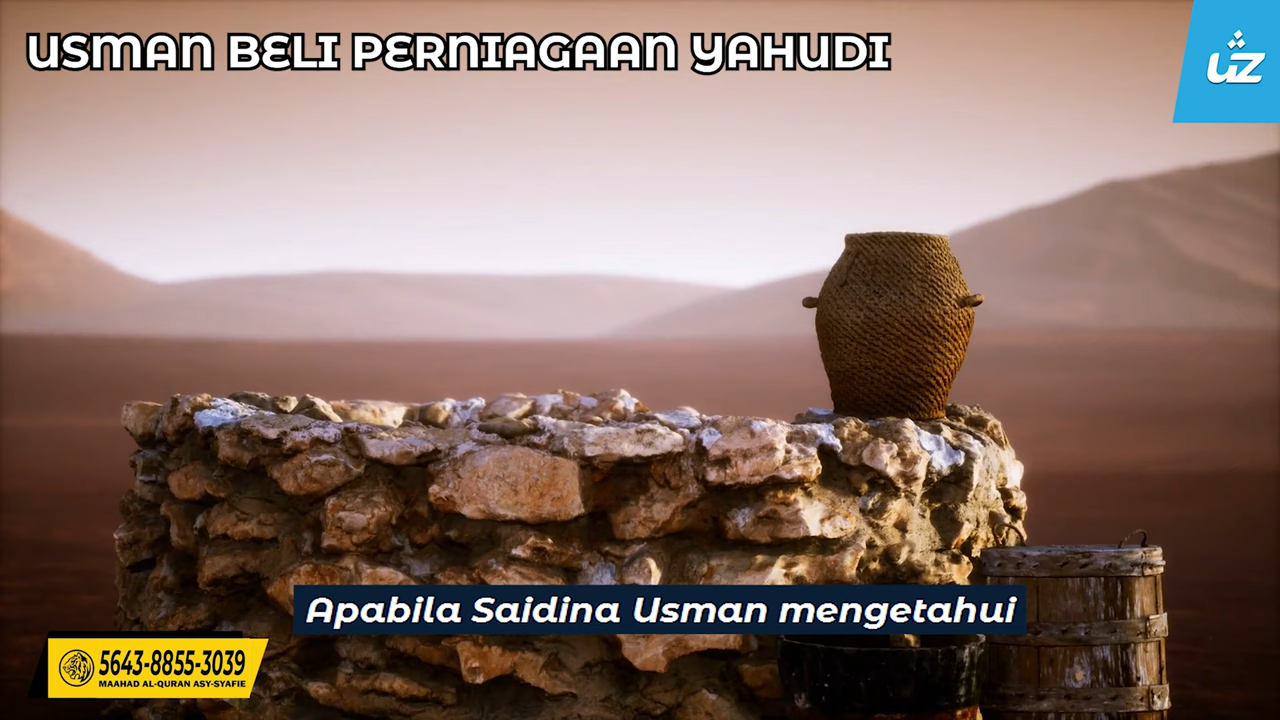 USMAN BELI PERNIAGAAN YAHUDI
uz
Apabila Saidina Usman mengetahui
5643-8855-3039
MAAHAD AL-QURAN ASY-SYAFIE